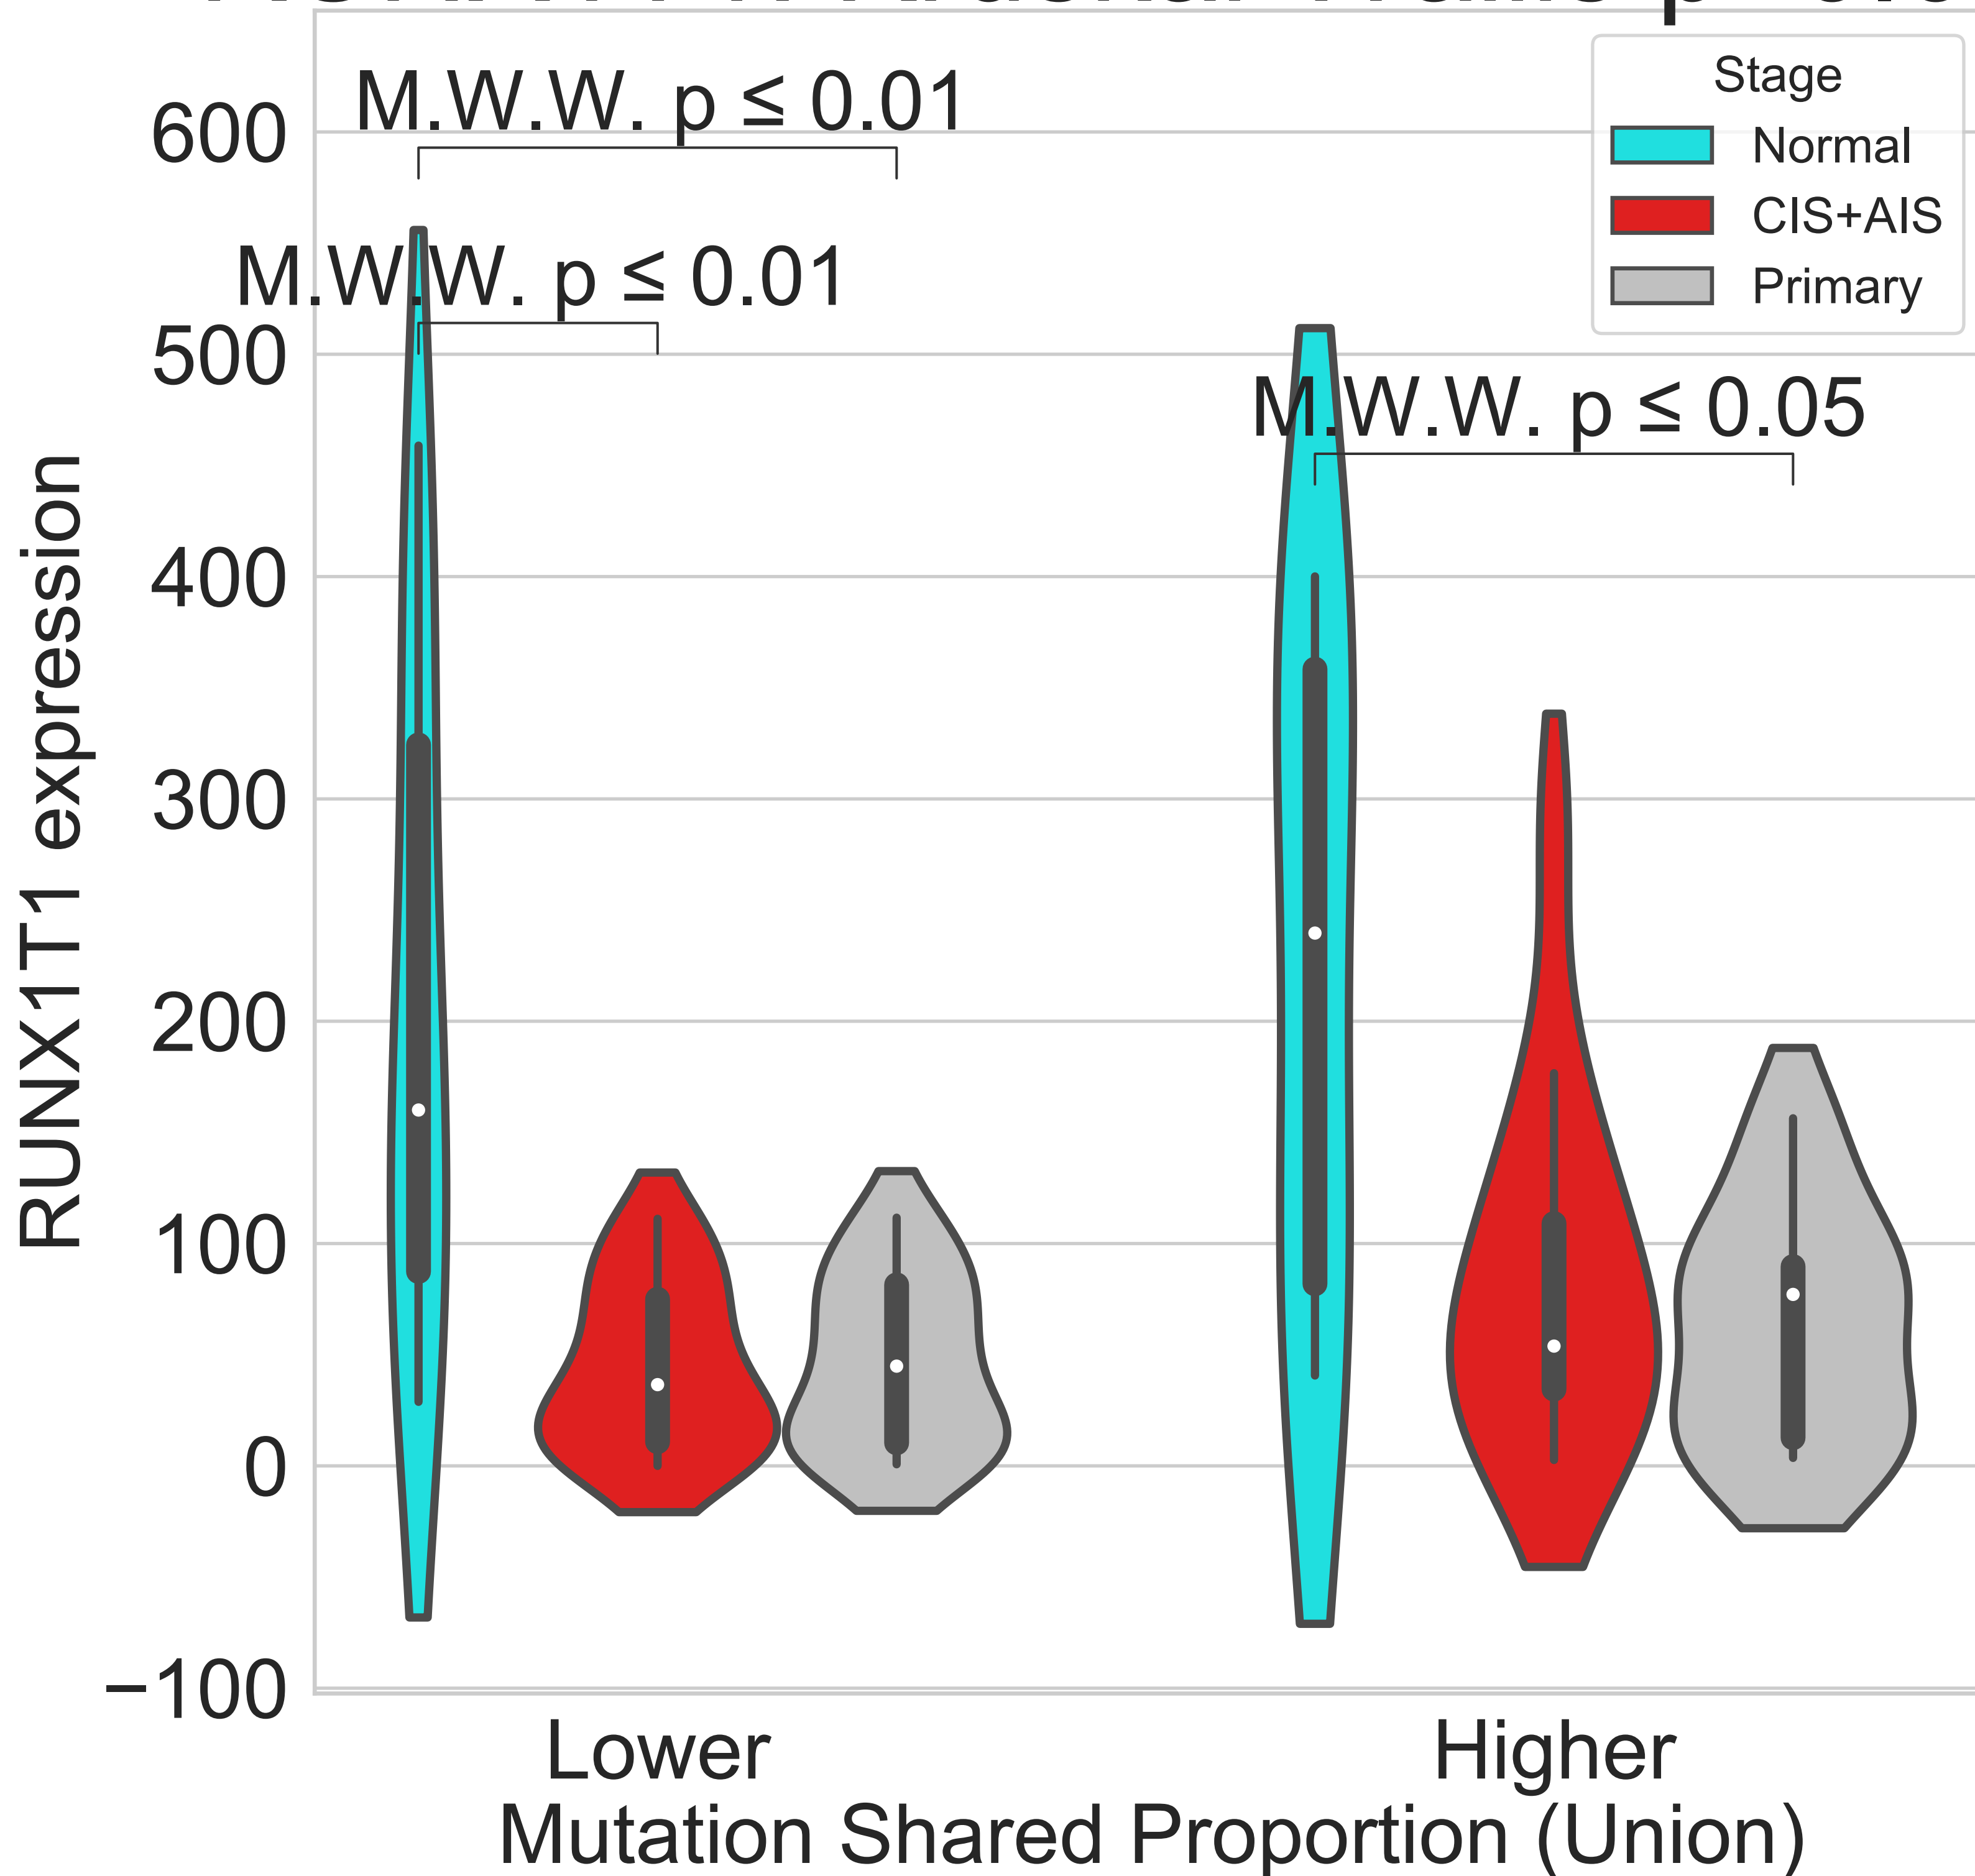 M.W.W. p ≤ 0.01
M.W.W. p ≤ 0.01
M.W.W. p ≤ 0.05
Stage
Normal
CIS+AIS
Primary
600
500
400
300
200
100
0
−100
RUNX1T1 expression
Lower
Higher
Mutation Shared Proportion (Union)